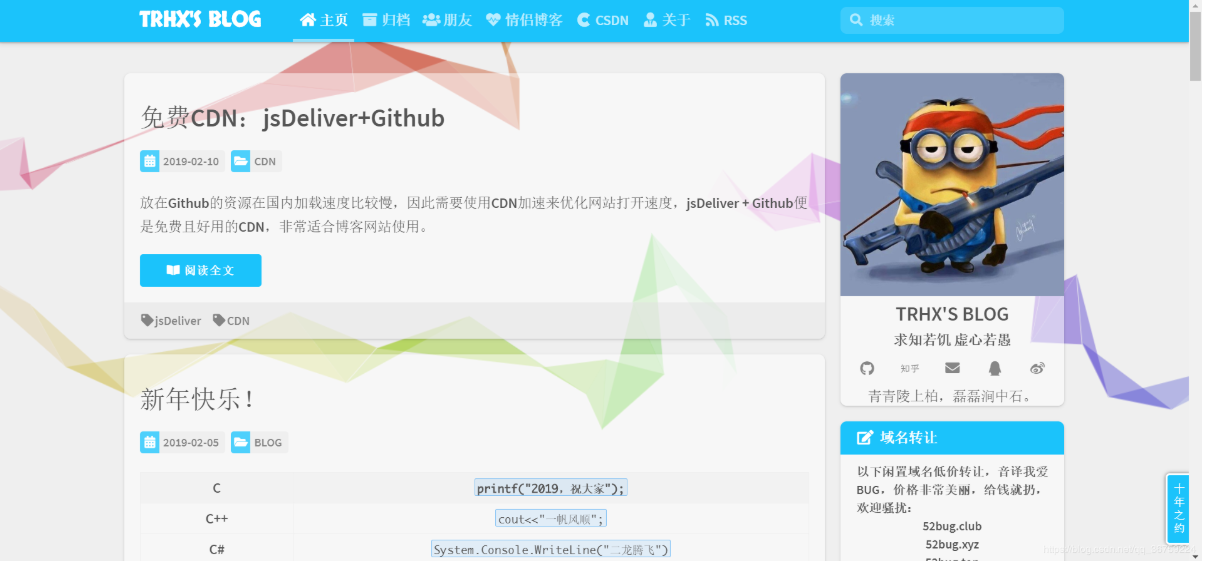 TRHX'S BLOG
主页 归档 朋友 情侣博客 CSDN 关于 RSS
搜索
免费CDN：jsDeliver+Github
2019-02-10 CDN
放在Github的资源在国内加载速度比较慢，因此需要使用CDN加速来优化网站打开速度，jsDeliver + Github便
是免费且好用的CDN，非常适合博客网站使用。
阅读全文
jsDeliver CDN
新年快乐！
2019-02-05 BLOG
C printf("2019，祝大家");
C++ cout<<"一帆风顺";
C# System.Console.WriteLine("二龙腾飞")
TRHX'S BLOG
求知若饥 虚心若愚
知乎
青青陵上柏，磊磊涧中石。
域名转让
以下闲置域名低价转让，音译我爱
BUG，价格非常美丽，给钱就扔，
欢迎骚扰：
52bug.club
52bug.xyz
十年之约